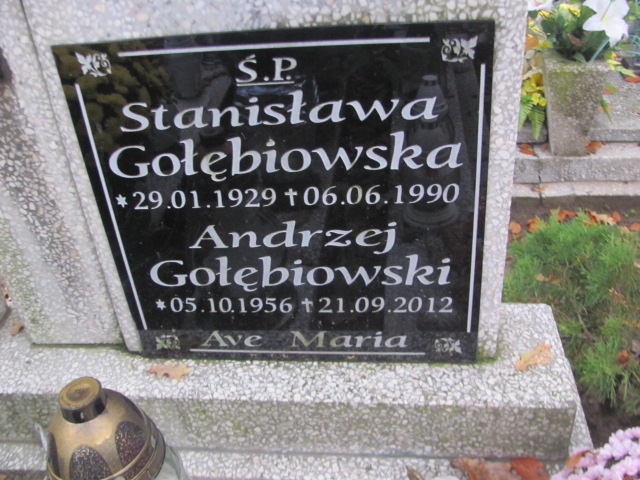 Ś.P.
Stanisława
Gołębiowska
*29.01.1929 †06.06.1990
Andrzej
Gołębiowski
*05.10.1956 †21.09.2012
Ave Maria